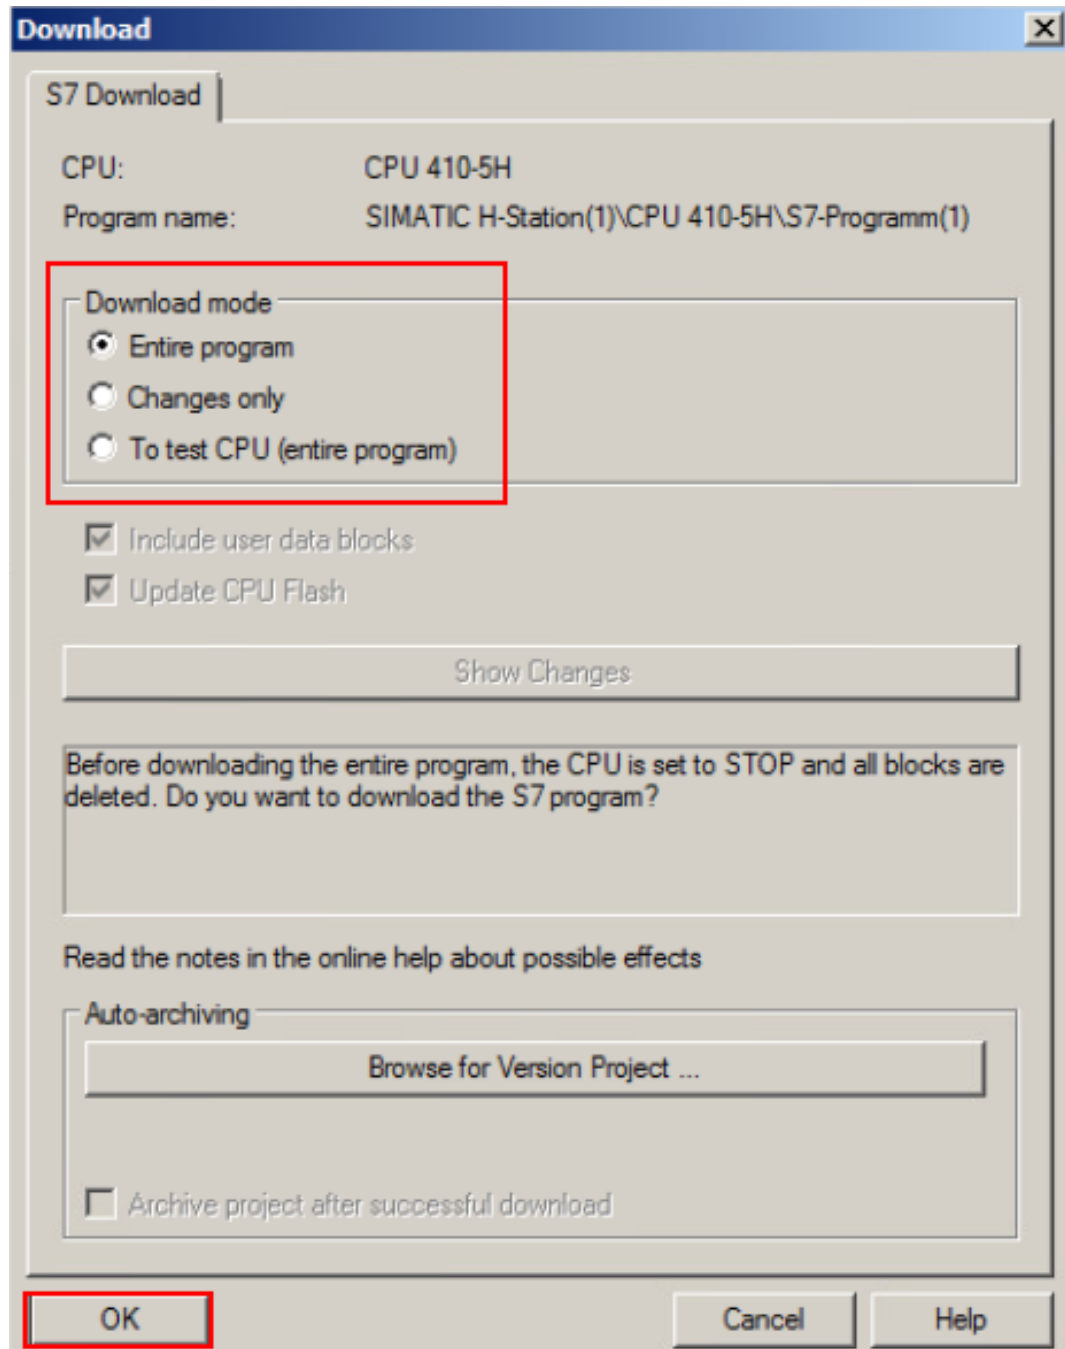 Download
S7 Download
CPU: CPU 410-5H
Program name: SIMATIC H-Station(1)\CPU 410-5H\S7-Programm(1)
Download mode
Entire program
Changes only
To test CPU (entire program)
Include user data blocks
Update CPU Flash
Show Changes
Before downloading the entire program, the CPU is set to STOP and all blocks are
deleted. Do you want to download the S7 program?
Read the notes in the online help about possible effects
Auto-archiving
Browse for Version Project ...
Archive project after successful download
OK Cancel Help